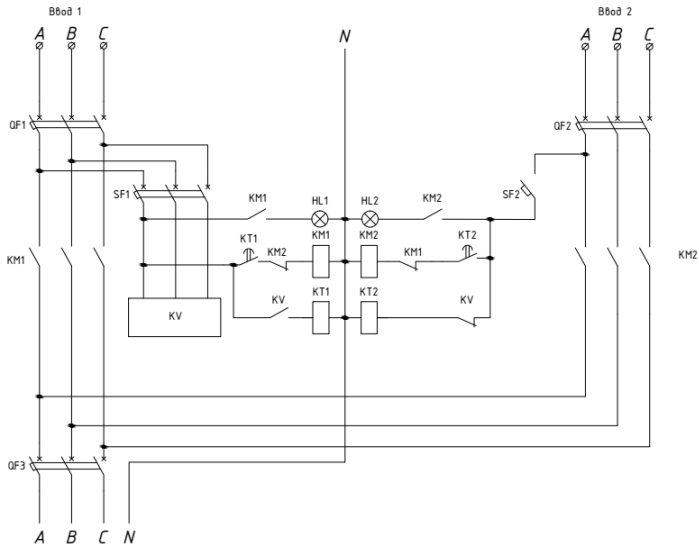 Ввод 1
Ввод 2
A B C
N
A B C
QF1
QF2
SF1
KM1
HL1
HL2
KM2
SF2
KT1
KM2
KM1
KM2
KM1
KT2
KM1
KM2
KV
KV
KT1
KT2
KV
QF3
A B C N